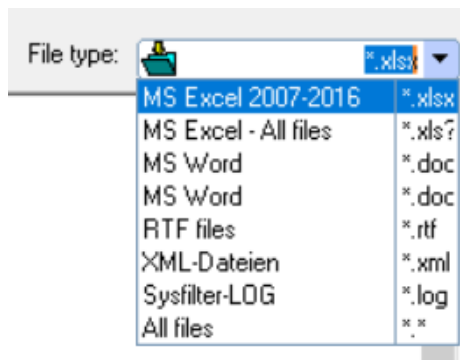 File type: *.xlsx
MS Excel 2007-2016 *.xlsx
MS Excel - All files *.xls?
MS Word *.doc
MS Word *.doc
RTF files *.rtf
XML-Dateien *.xml
Sysfilter-LOG *.log
All files *.*